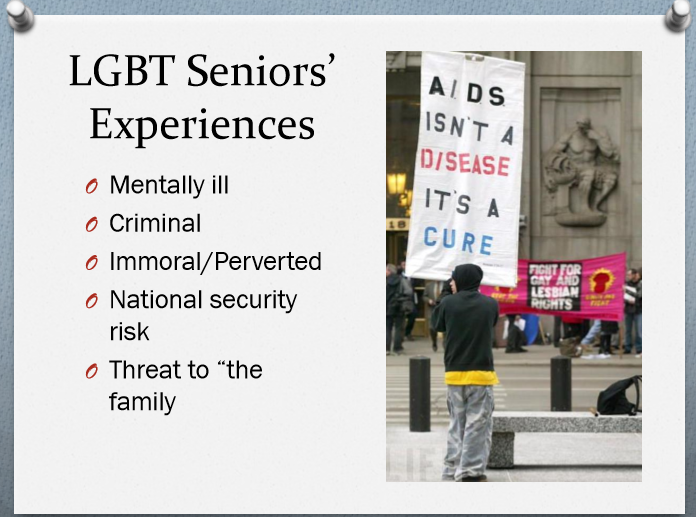 LGBT Seniors’
Experiences
Mentally ill
Criminal
Immoral/Perverted
National security
risk
Threat to “the
family
AIDS
ISN'T A
DISEASE
IT'S A
CURE
18
FIGHT FOR
GAY AND
LESBIAN
RIGHTS